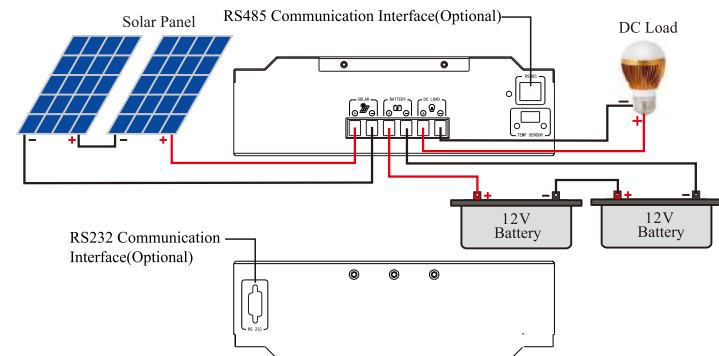 RS485 Communication Interface(Optional)
Solar Panel
DC Load
RS485
SOLAR
BATTERY
DC LOAD
TEMP SENSOR
- + - +
+ - + - + -
-
+
+ - + -
12V
Battery
12V
Battery
RS232 Communication
Interface(Optional)
RS 232